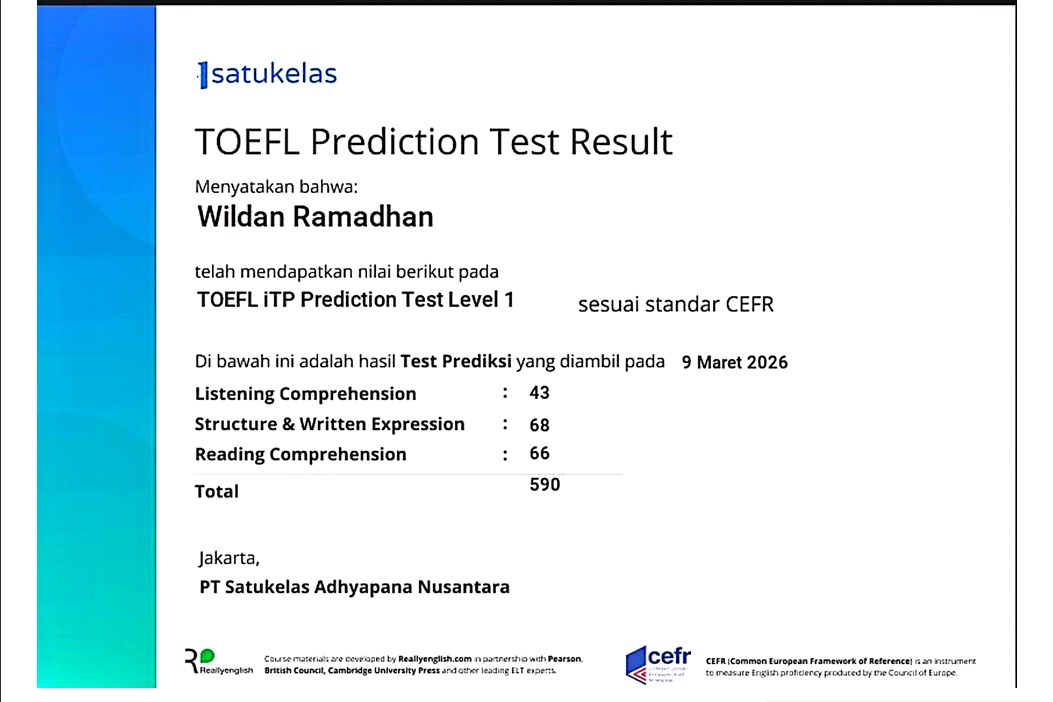 satukelas
TOEFL Prediction Test Result
Menyatakan bahwa:
Wildan Ramadhan
telah mendapatkan nilai berikut pada
TOEFL iTP Prediction Test Level 1 sesuai standar CEFR
Di bawah ini adalah hasil Test Prediksi yang diambil pada 9 Maret 2026
Listening Comprehension : 43
Structure & Written Expression : 68
Reading Comprehension : 66
Total 590
Jakarta,
PT Satukelas Adhyapana Nusantara
Reallyenglish
Course materials are developed by Reallyenglish.com in partnership with Pearson,
British Council, Cambridge University Press and other leading ELT experts.
cefr
CEFR (Common European Framework of Reference) is an instrument
to measure English profitiency produced by the Council of Europe.